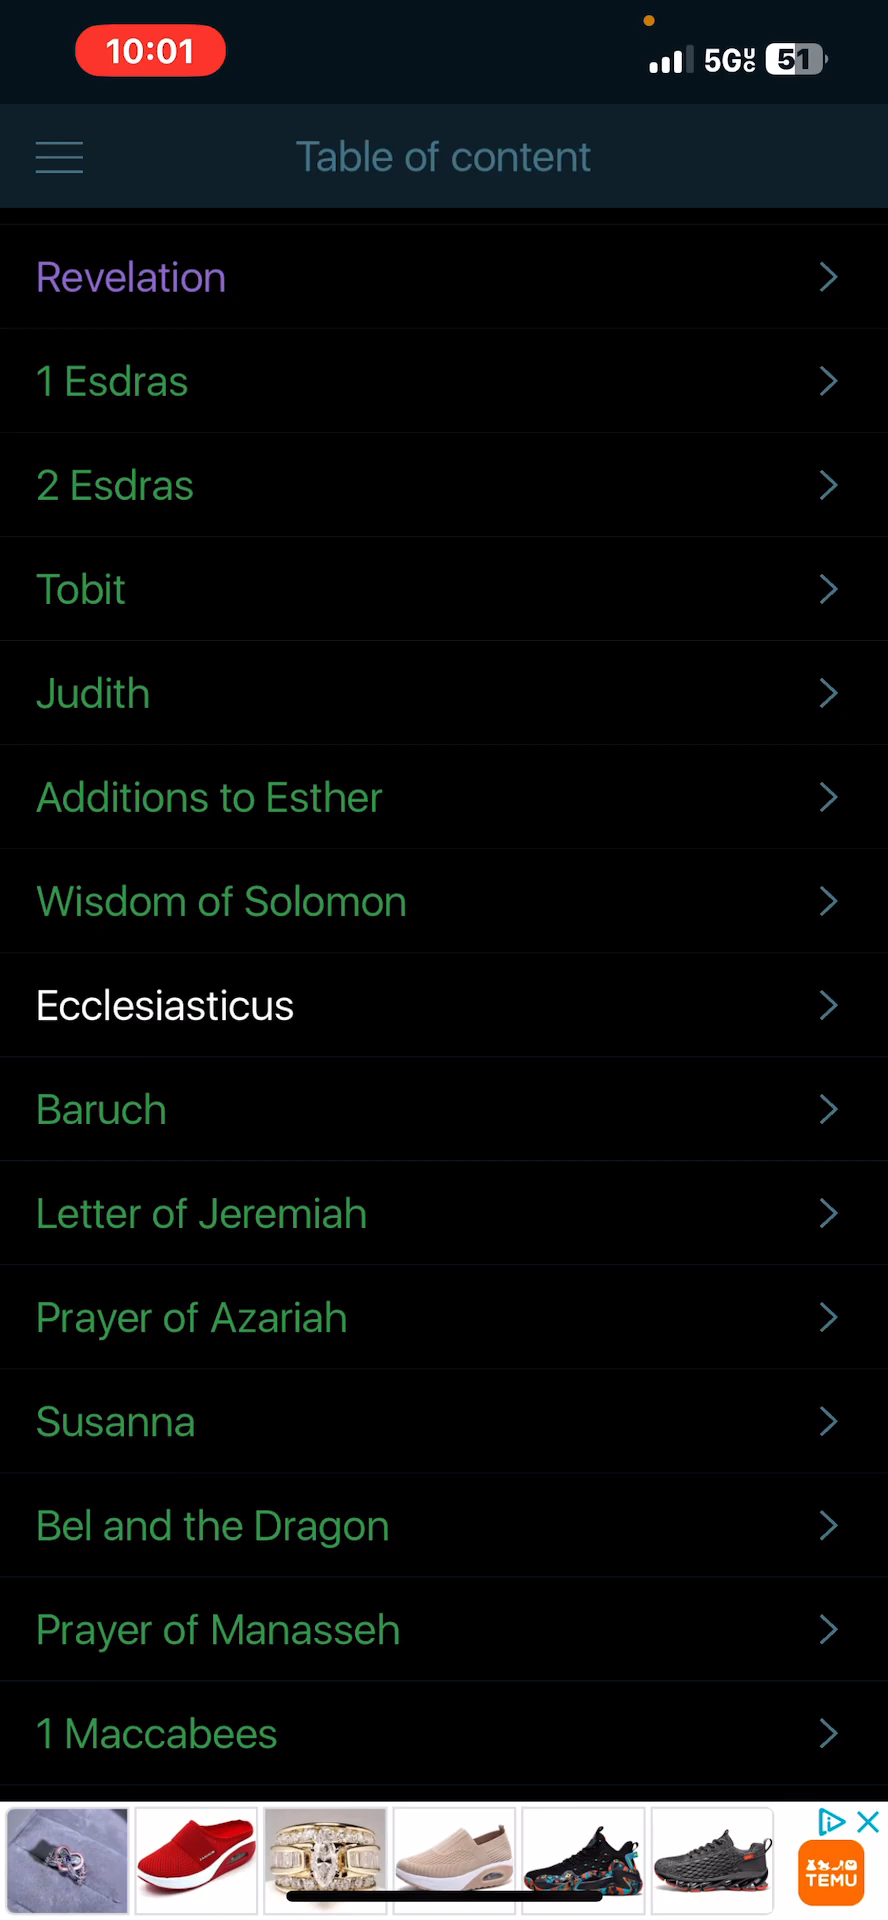 10:01
5G UC 51
Table of content
Revelation
1 Esdras
2 Esdras
Tobit
Judith
Additions to Esther
Wisdom of Solomon
Ecclesiasticus
Baruch
Letter of Jeremiah
Prayer of Azariah
Susanna
Bel and the Dragon
Prayer of Manasseh
1 Maccabees
TEMU